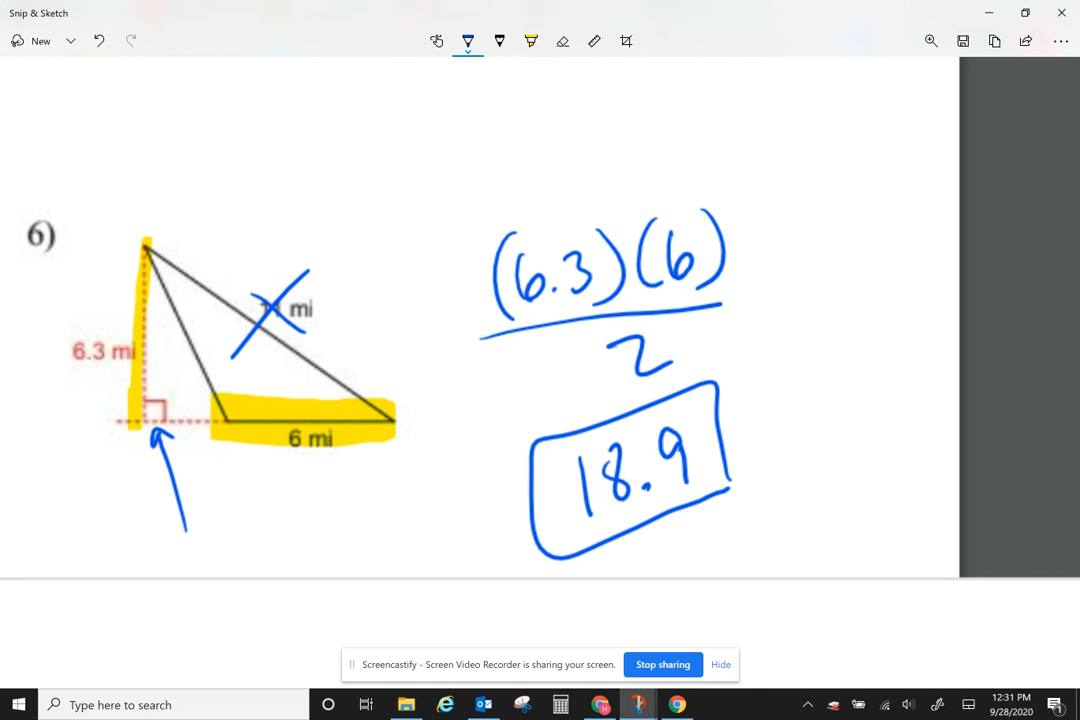 Snip & Sketch
New
6)
mi
6.3 mi
6 mi
(6.3)(6)
2
18.9
Screencastify - Screen Video Recorder is sharing your screen.
Stop sharing
Hide
Type here to search
12:31 PM
9/28/2020